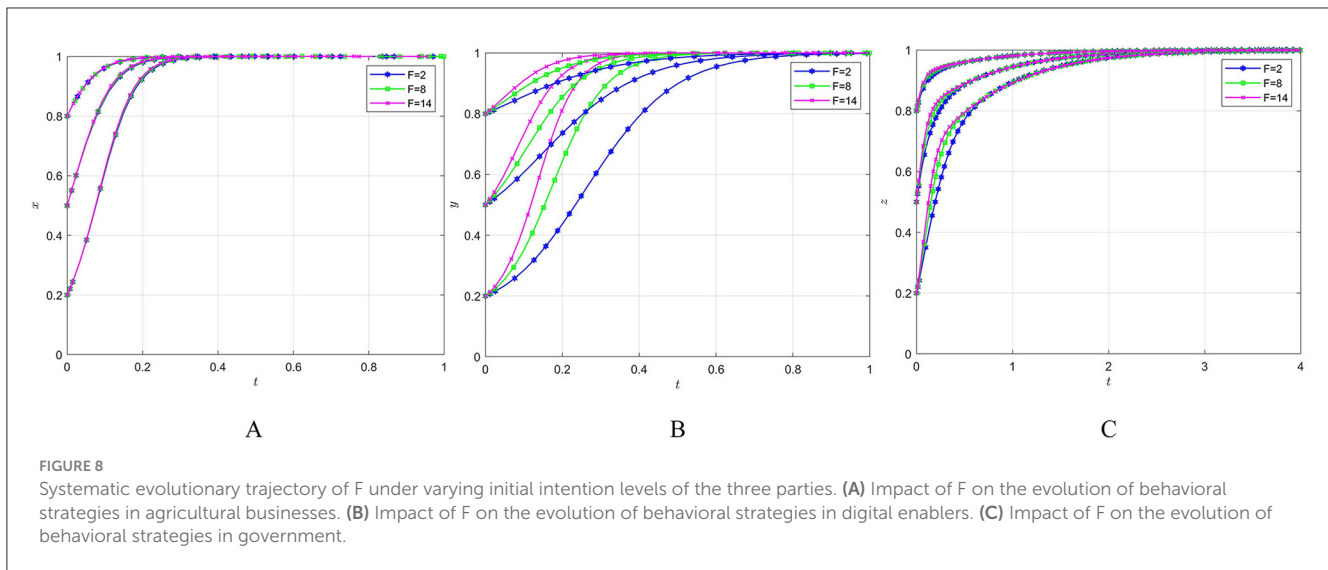 1
0.8
0.6
0.4
0.2
0
x
0
0.2
0.4
0.6
0.8
1
t
F=2
F=8
F=14
A
1
0.8
0.6
0.4
0.2
0
y
0
0.2
0.4
0.6
0.8
1
t
F=2
F=8
F=14
B
1
0.8
0.6
0.4
0.2
0
z
0
1
2
3
4
t
F=2
F=8
F=14
C
FIGURE 8
Systematic evolutionary trajectory of F under varying initial intention levels of the three parties. (A) Impact of F on the evolution of behavioral
strategies in agricultural businesses. (B) Impact of F on the evolution of behavioral strategies in digital enablers. (C) Impact of F on the evolution of
behavioral strategies in government.